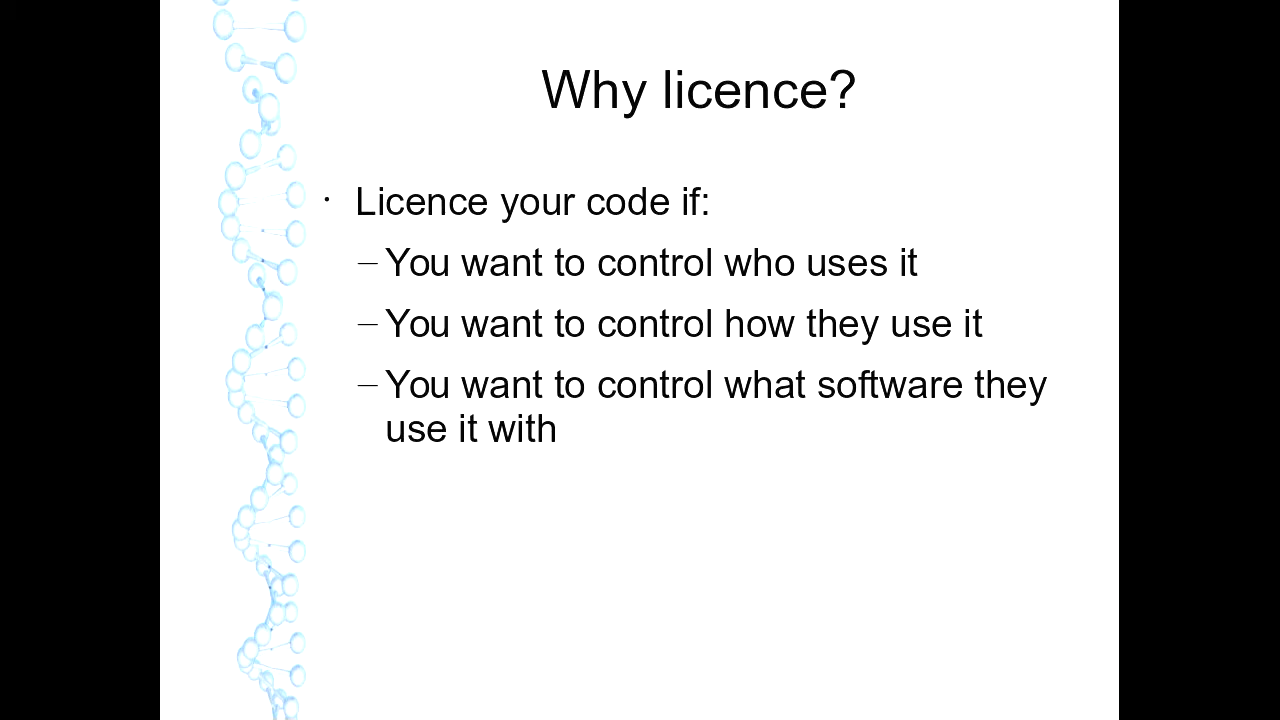 Why licence?
· Licence your code if:
– You want to control who uses it
– You want to control how they use it
– You want to control what software they
use it with